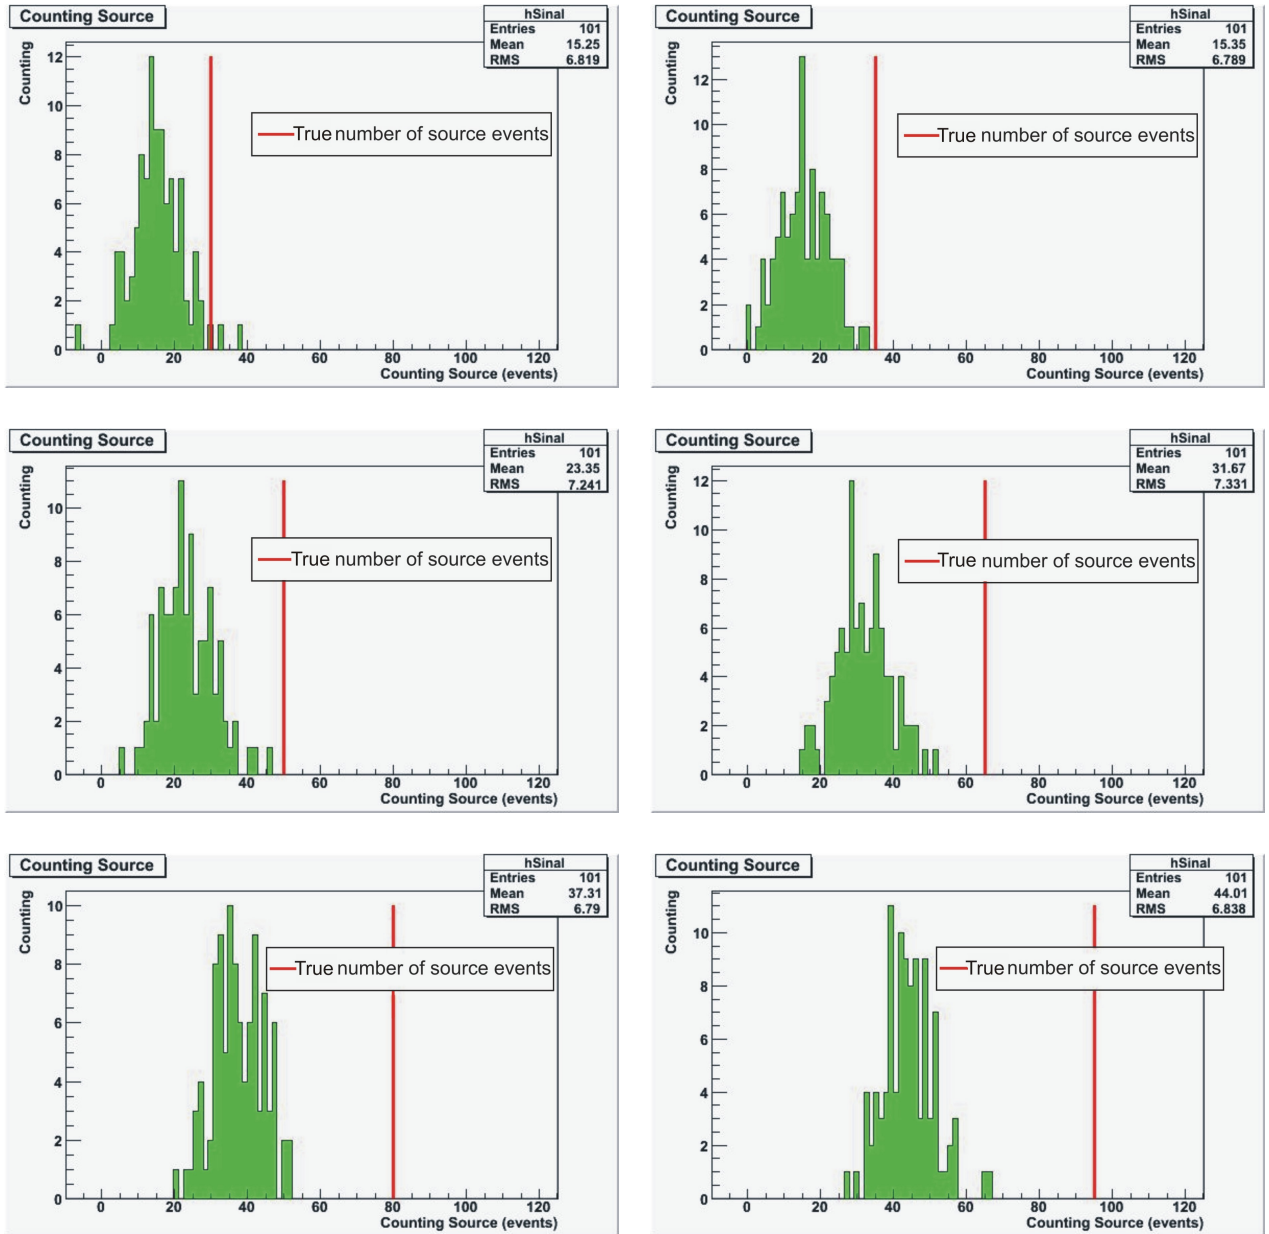 Counting Source
hSinal
Entries 101
Mean 15.25
RMS 6.819
Counting
12
10
8
6
4
2
0
True number of source events
0 20 40 60 80 100 120
Counting Source (events)
Counting Source
hSinal
Entries 101
Mean 15.35
RMS 6.789
Counting
12
10
8
6
4
2
0
True number of source events
0 20 40 60 80 100 120
Counting Source (events)
Counting Source
hSinal
Entries 101
Mean 23.35
RMS 7.241
Counting
10
8
6
4
2
0
True number of source events
0 20 40 60 80 100 120
Counting Source (events)
Counting Source
hSinal
Entries 101
Mean 31.67
RMS 7.331
Counting
12
10
8
6
4
2
0
True number of source events
0 20 40 60 80 100 120
Counting Source (events)
Counting Source
hSinal
Entries 101
Mean 37.31
RMS 6.79
Counting
10
8
6
4
2
0
True number of source events
0 20 40 60 80 100 120
Counting Source (events)
Counting Source
hSinal
Entries 101
Mean 44.01
RMS 6.838
Counting
10
8
6
4
2
0
True number of source events
0 20 40 60 80 100 120
Counting Source (events)